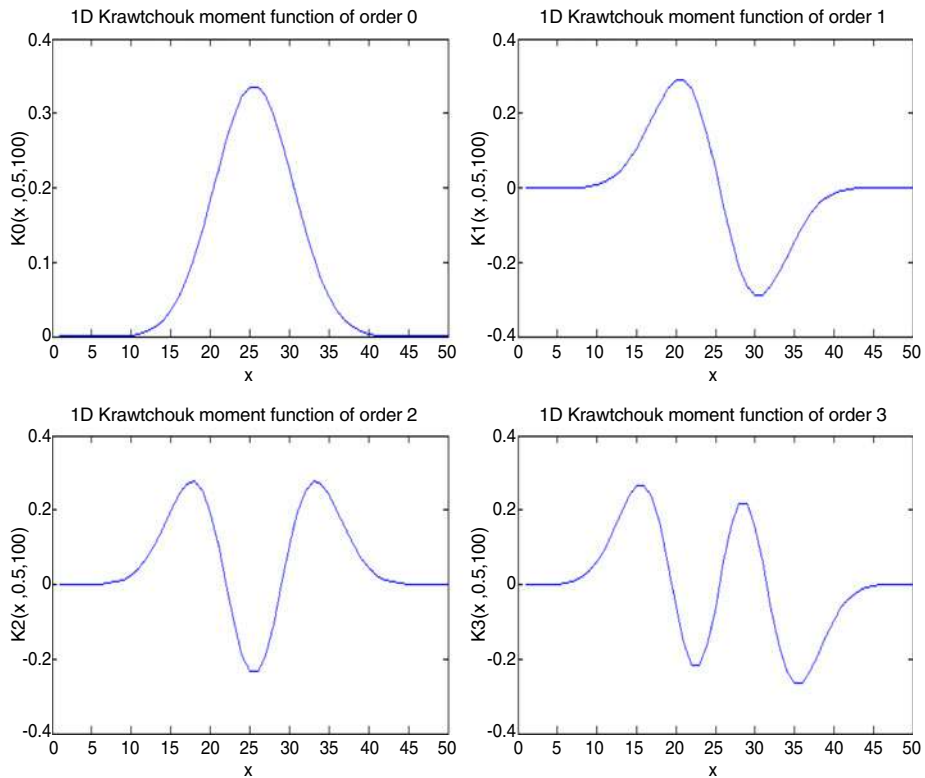 1D Krawtchouk moment function of order 0
0.4
0.3
0.2
0.1
0
K0(x ,0.5,100)
0 5 10 15 20 25 30 35 40 45 50
x
1D Krawtchouk moment function of order 1
0.4
0.2
0
-0.2
-0.4
K1(x ,0.5,100)
0 5 10 15 20 25 30 35 40 45 50
x
1D Krawtchouk moment function of order 2
0.4
0.2
0
-0.2
-0.4
K2(x ,0.5,100)
0 5 10 15 20 25 30 35 40 45 50
x
1D Krawtchouk moment function of order 3
0.4
0.2
0
-0.2
-0.4
K3(x ,0.5,100)
0 5 10 15 20 25 30 35 40 45 50
x